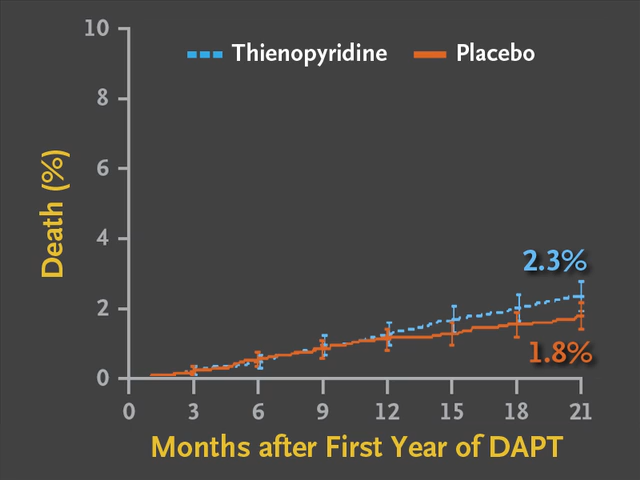 Thienopyridine Placebo
Death (%)
10
8
6
4
2
0
2.3%
1.8%
0 3 6 9 12 15 18 21
Months after First Year of DAPT